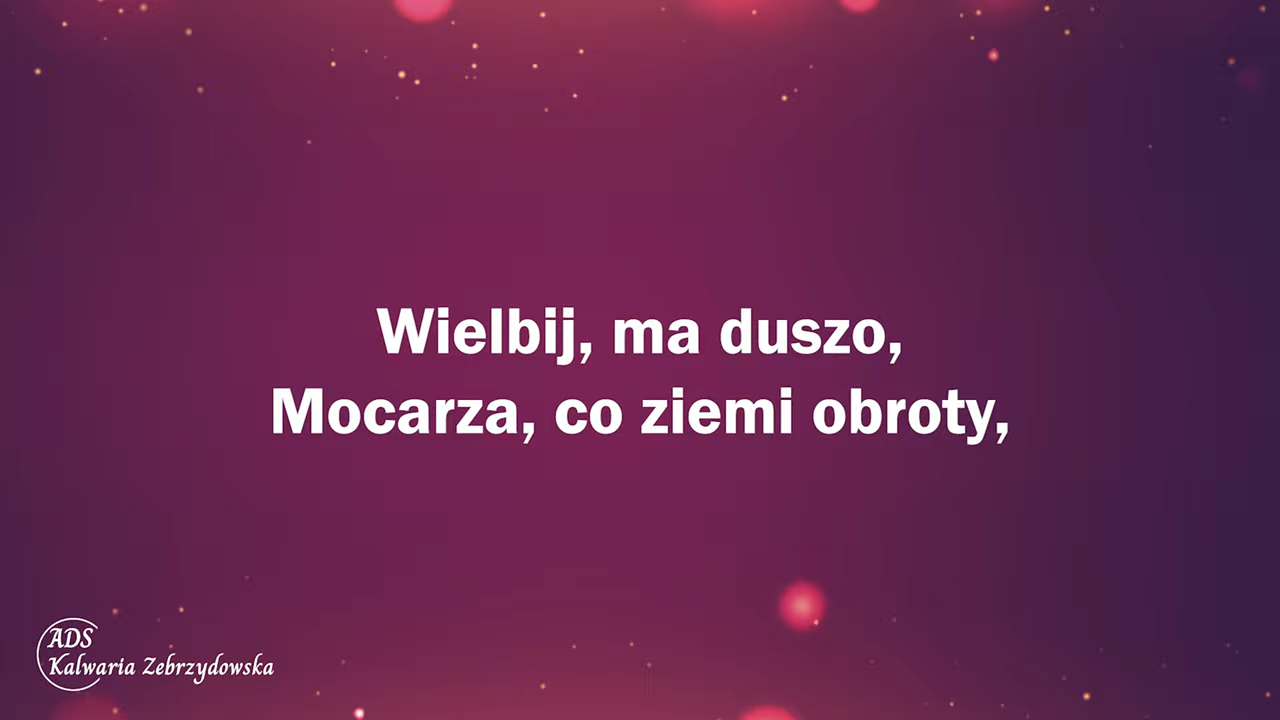 Wielbij, ma duszo,
Mocarza, co ziemi obroty,
ADS
Kalwaria Zebrzydowska